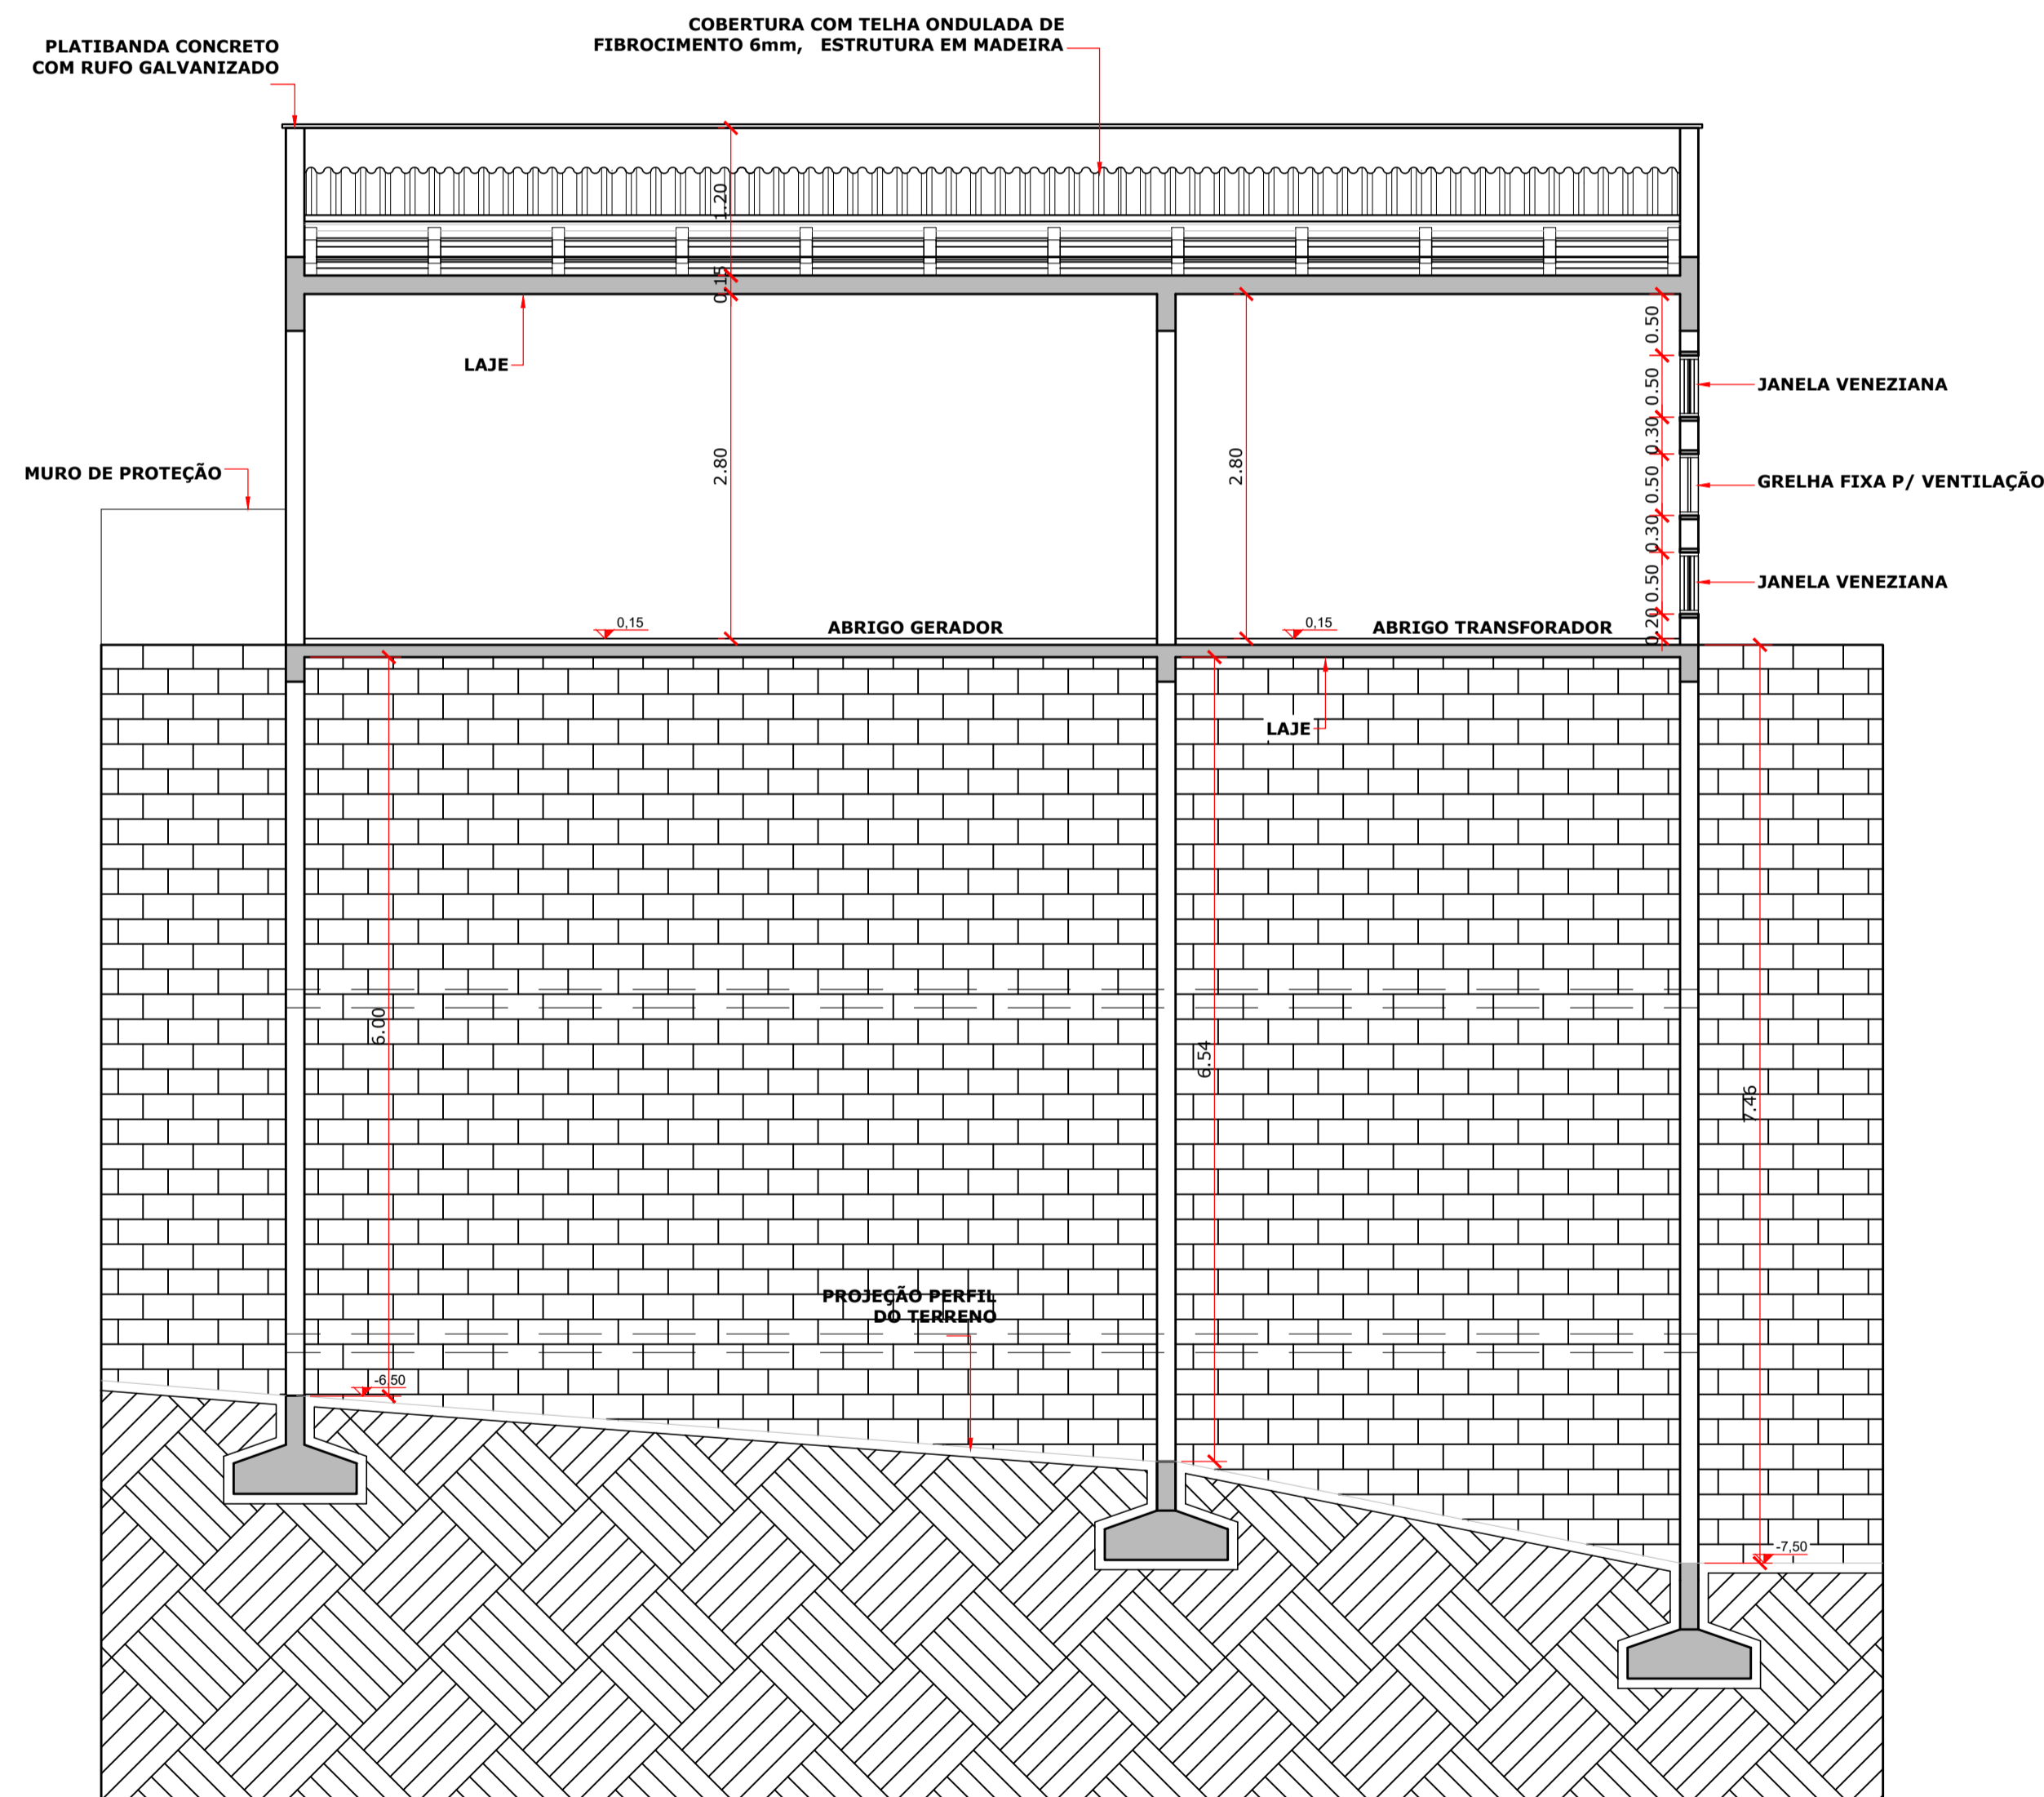 COBERTURA COM TELHA ONDULADA DE
FIBROCIMENTO 6mm, ESTRUTURA EM MADEIRA
PLATIBANDA CONCRETO
COM RUFO GALVANIZADO
1.20
0.15
LAJE
2.80
2.80
0.50
0.50
0.30
0.50
0.30
0.50
0.20
JANELA VENEZIANA
GRELHA FIXA P/ VENTILAÇÃO
JANELA VENEZIANA
MURO DE PROTEÇÃO
0,15
ABRIGO GERADOR
0,15
ABRIGO TRANSFORADOR
LAJE
6.00
6.54
7.46
PROJEÇÃO PERFIL
DO TERRENO
-6,50
-7,50